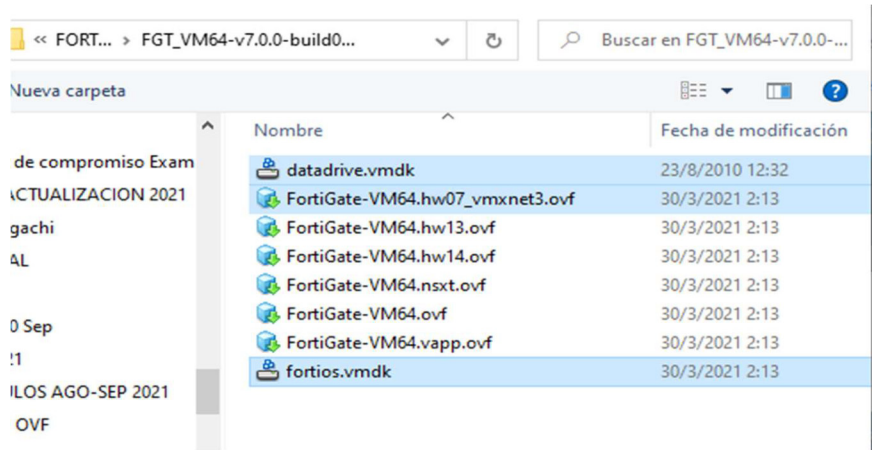 « FORT... › FGT_VM64-v7.0.0-build0...
Buscar en FGT_VM64-v7.0.0-...
Nueva carpeta
Nombre
Fecha de modificación
de compromiso Exam
ACTUALIZACION 2021
gachi
AL
0 Sep
21
ULOS AGO-SEP 2021
OVF
datadrive.vmdk 23/8/2010 12:32
FortiGate-VM64.hw07_vmxnet3.ovf 30/3/2021 2:13
FortiGate-VM64.hw13.ovf 30/3/2021 2:13
FortiGate-VM64.hw14.ovf 30/3/2021 2:13
FortiGate-VM64.nsxt.ovf 30/3/2021 2:13
FortiGate-VM64.ovf 30/3/2021 2:13
FortiGate-VM64.vapp.ovf 30/3/2021 2:13
fortios.vmdk 30/3/2021 2:13